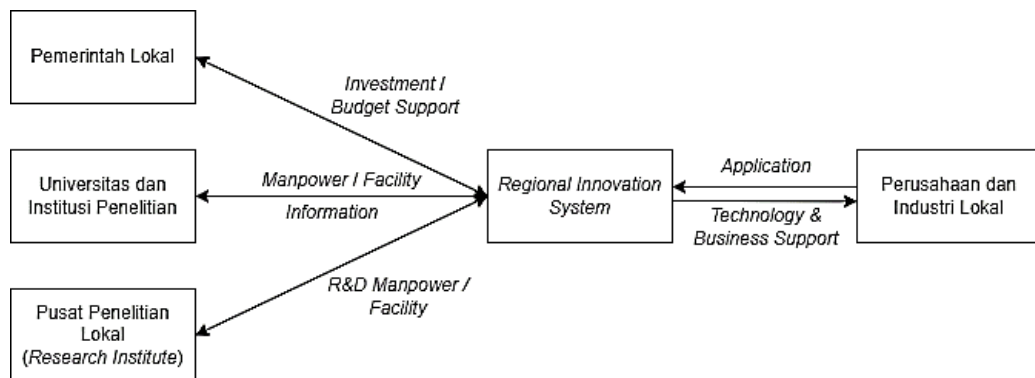 Pemerintah Lokal
Investment /
Budget Support
Universitas dan
Institusi Penelitian
Manpower / Facility
Information
Regional Innovation
System
Application
Technology &
Business Support
Perusahaan dan
Industri Lokal
R&D Manpower /
Facility
Pusat Penelitian
Lokal
(Research Institute)